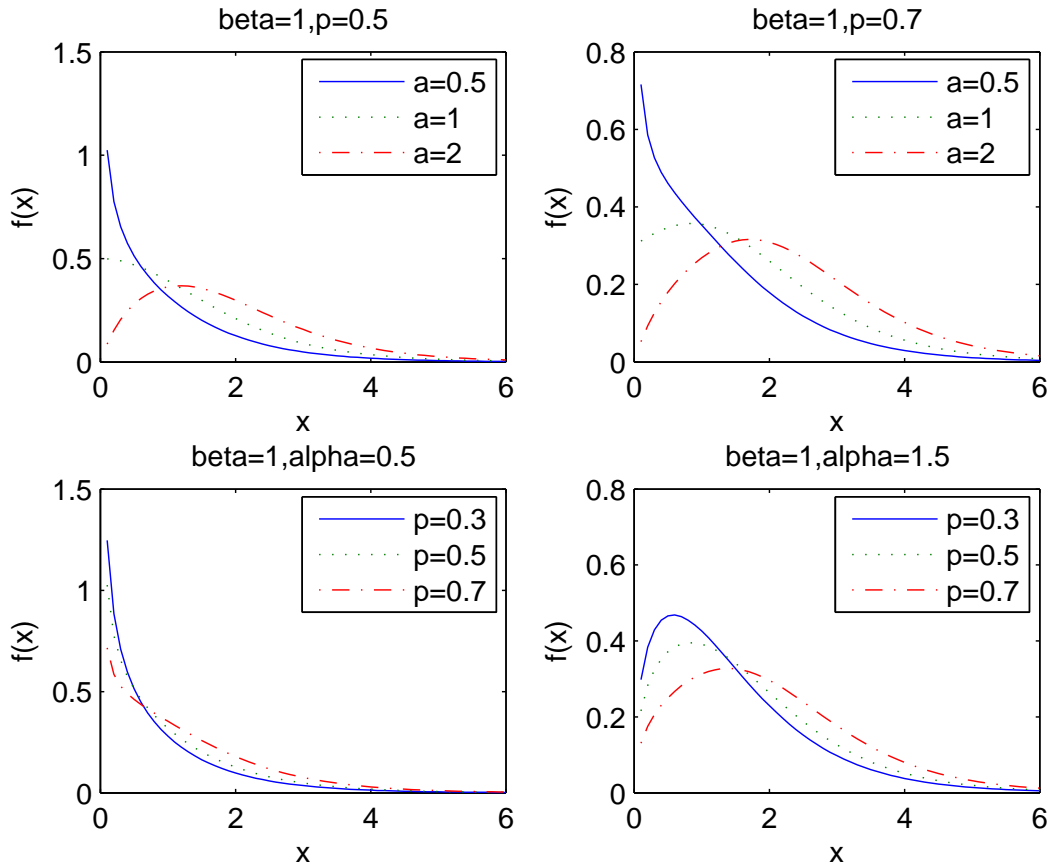 beta=1,p=0.5
1.5
1
0.5
0
f(x)
0 2 4 6
x
a=0.5
a=1
a=2
beta=1,p=0.7
0.8
0.6
0.4
0.2
0
f(x)
0 2 4 6
x
a=0.5
a=1
a=2
beta=1,alpha=0.5
1.5
1
0.5
0
f(x)
0 2 4 6
x
p=0.3
p=0.5
p=0.7
beta=1,alpha=1.5
0.8
0.6
0.4
0.2
0
f(x)
0 2 4 6
x
p=0.3
p=0.5
p=0.7